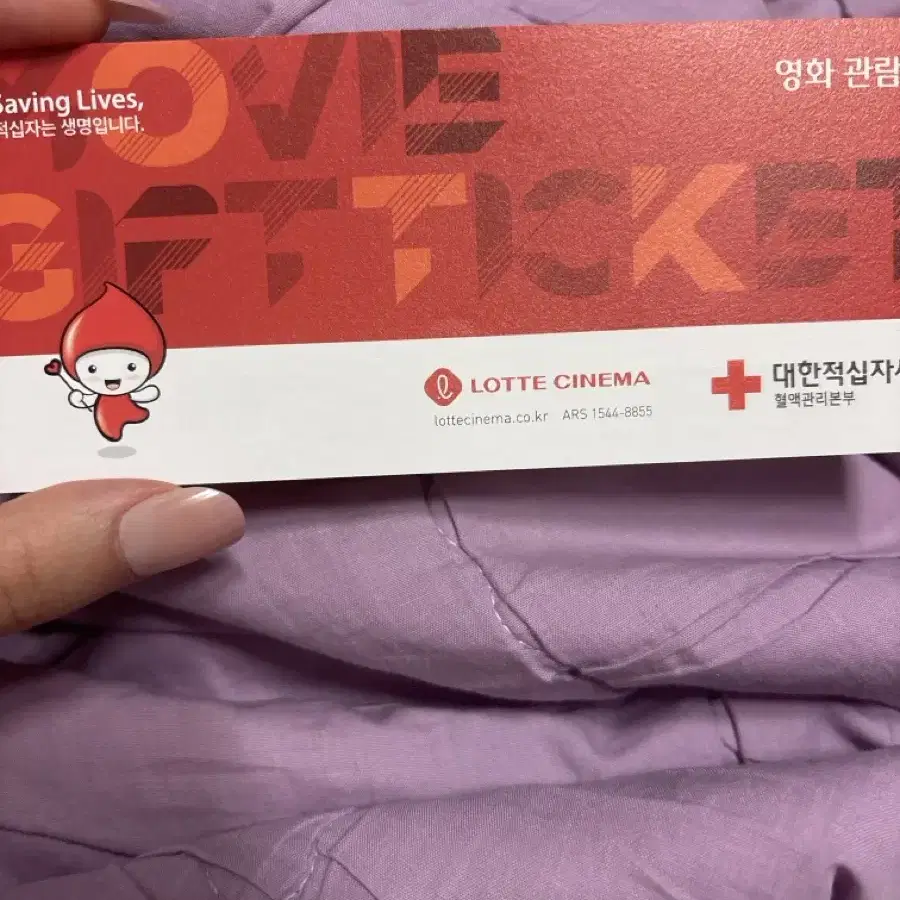 MOVIE
Saving Lives,
적십자는 생명입니다.
영화 관람
GIFT TICKET
LOTTE CINEMA
lottecinema.co.kr ARS 1544-8855
대한적십자사
혈액관리본부